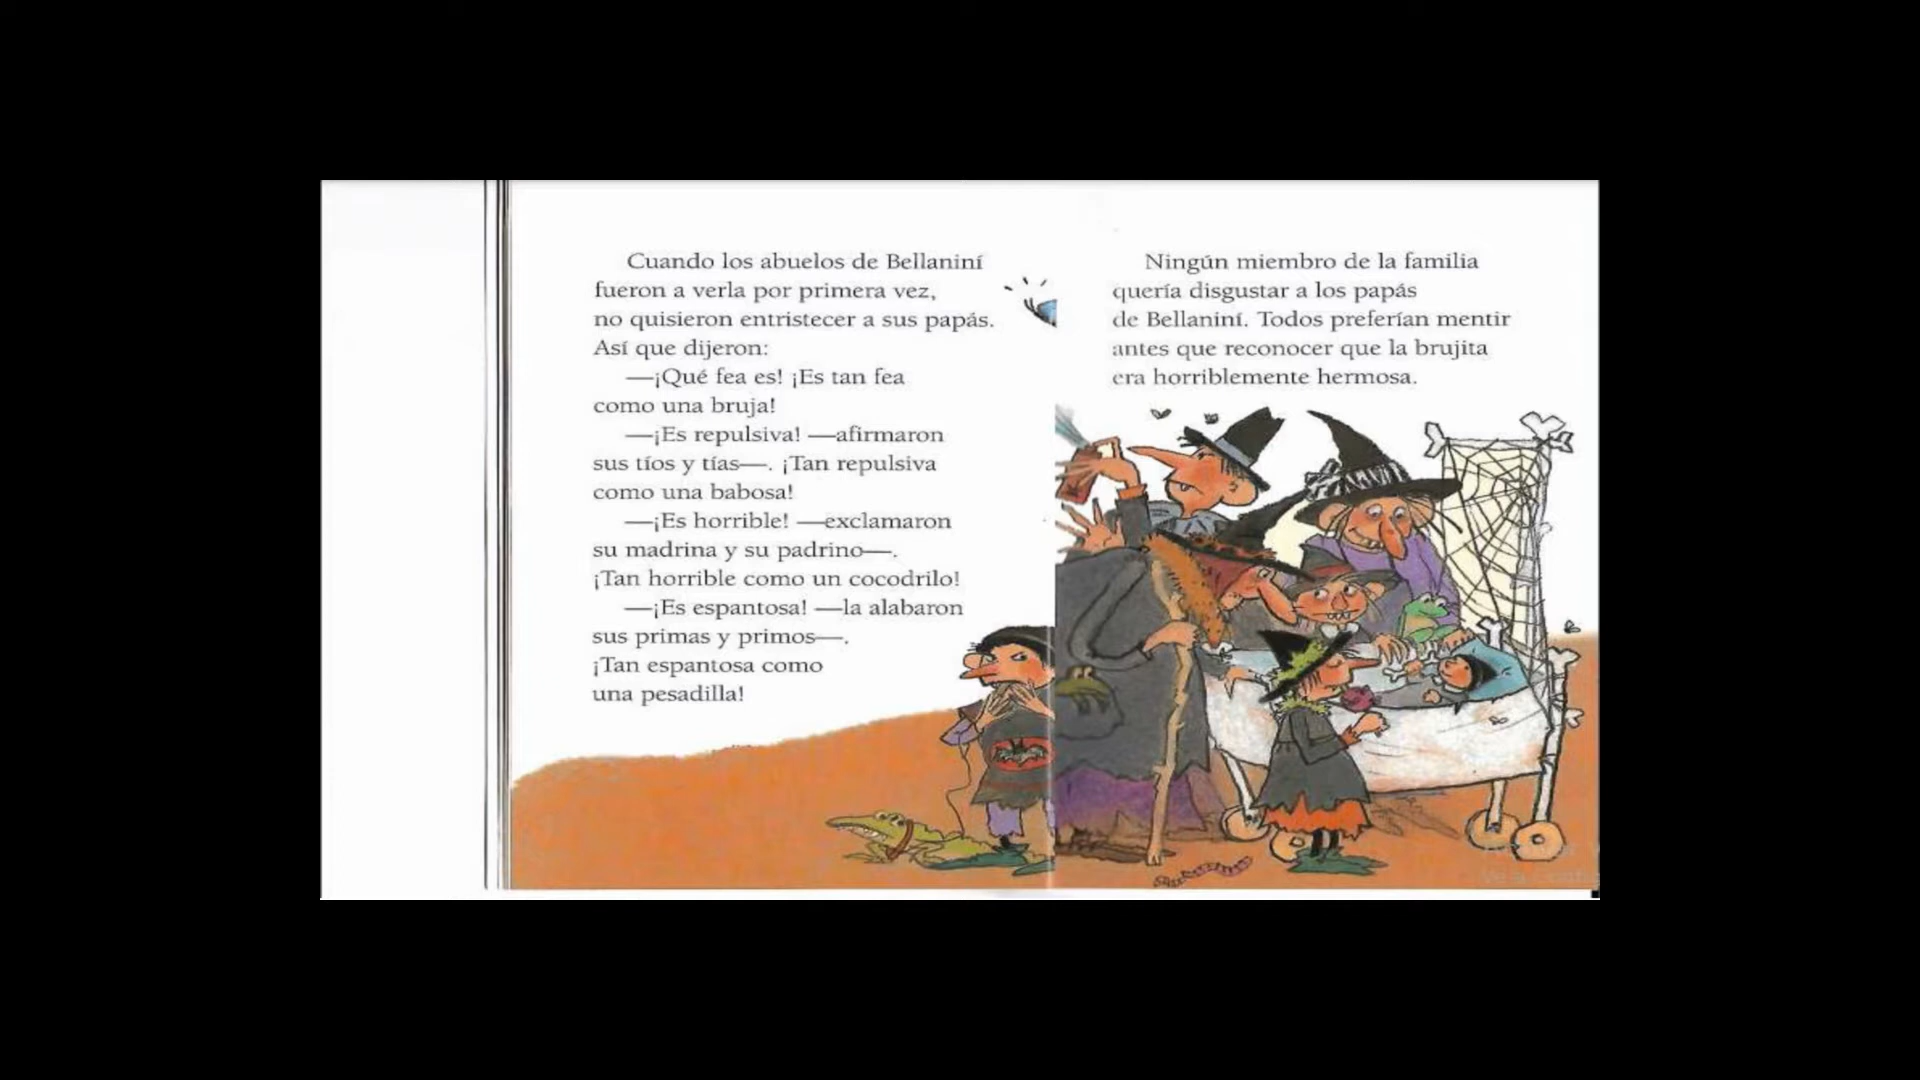 Cuando los abuelos de Bellaniní
fueron a verla por primera vez,
no quisieron entristecer a sus papás.
Así que dijeron:
—¡Qué fea es! ¡Es tan fea
como una bruja!
—¡Es repulsiva! —afirmaron
sus tíos y tías—. ¡Tan repulsiva
como una babosa!
—¡Es horrible! —exclamaron
su madrina y su padrino—.
¡Tan horrible como un cocodrilo!
—¡Es espantosa! —la alabaron
sus primas y primos—.
¡Tan espantosa como
una pesadilla!
Ningún miembro de la familia
quería disgustar a los papás
de Bellaniní. Todos preferían mentir
antes que reconocer que la brujita
era horriblemente hermosa.